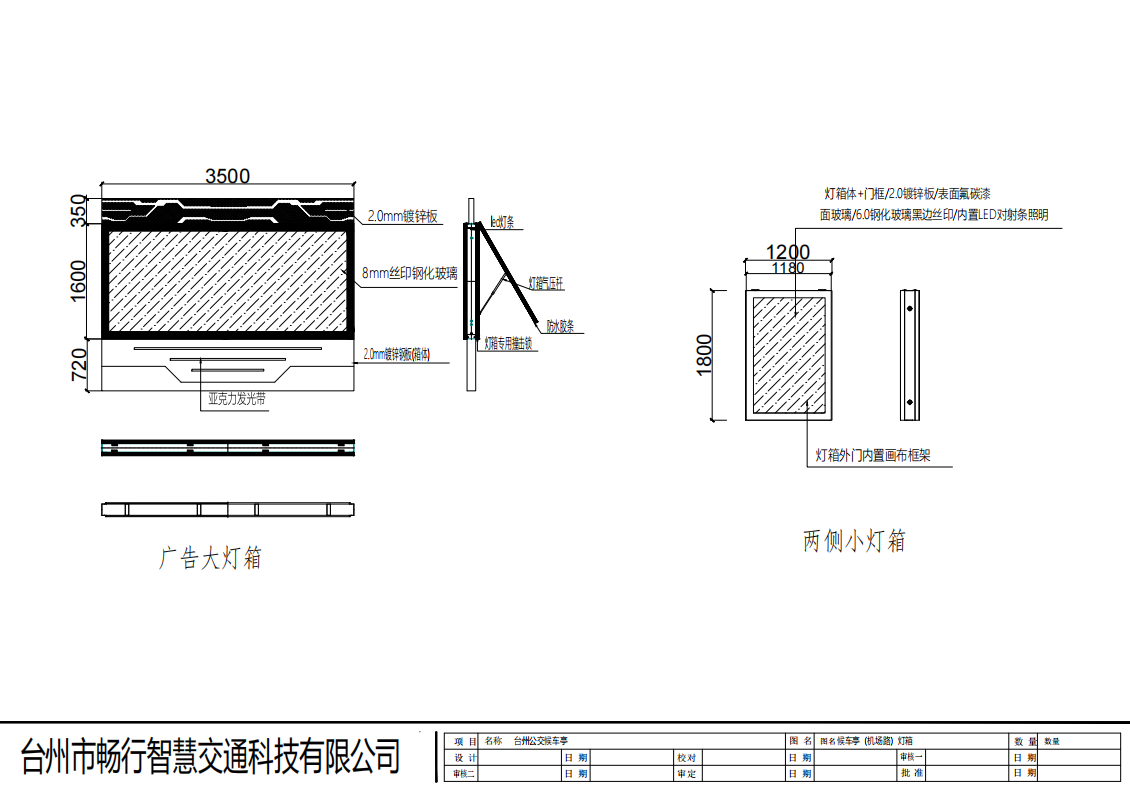 3500
350
1600
720
2.0mm镀锌板
8mm丝印钢化玻璃
2.0mm镀锌钢板(箱体)
亚克力发光带
led灯条
灯箱气压杆
防水胶条
灯箱专用撞击锁
广告大灯箱
灯箱体+门框/2.0镀锌板/表面氟碳漆
面玻璃/6.0钢化玻璃黑边丝印/内置LED对射条照明
1200
1180
1800
灯箱外门内置画布框架
两侧小灯箱
台州市畅行智慧交通科技有限公司
项 目 名称 台州公交候车亭 图 名 图名 候车亭 (机场路) 灯箱 数 量 数量
设 计 日 期 校对 日 期 审核一 日 期
审核二 日 期 审定 日 期 批 准 日 期